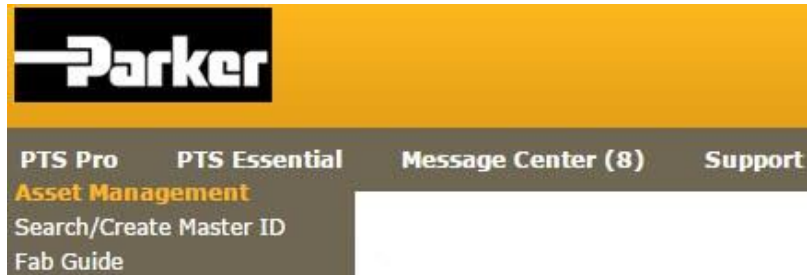 Parker
PTS Pro PTS Essential Message Center (8) Support
Asset Management
Search/Create Master ID
Fab Guide